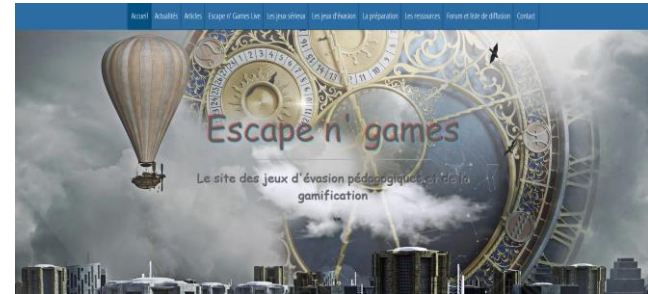 Accueil Actualités Articles Escape n' Games Live Les jeux sérieux Les jeux d'évasion La préparation Les ressources Forum et liste de diffusion Contact
Escape n' games
Le site des jeux d'évasion pédagogiques et de la
gamification